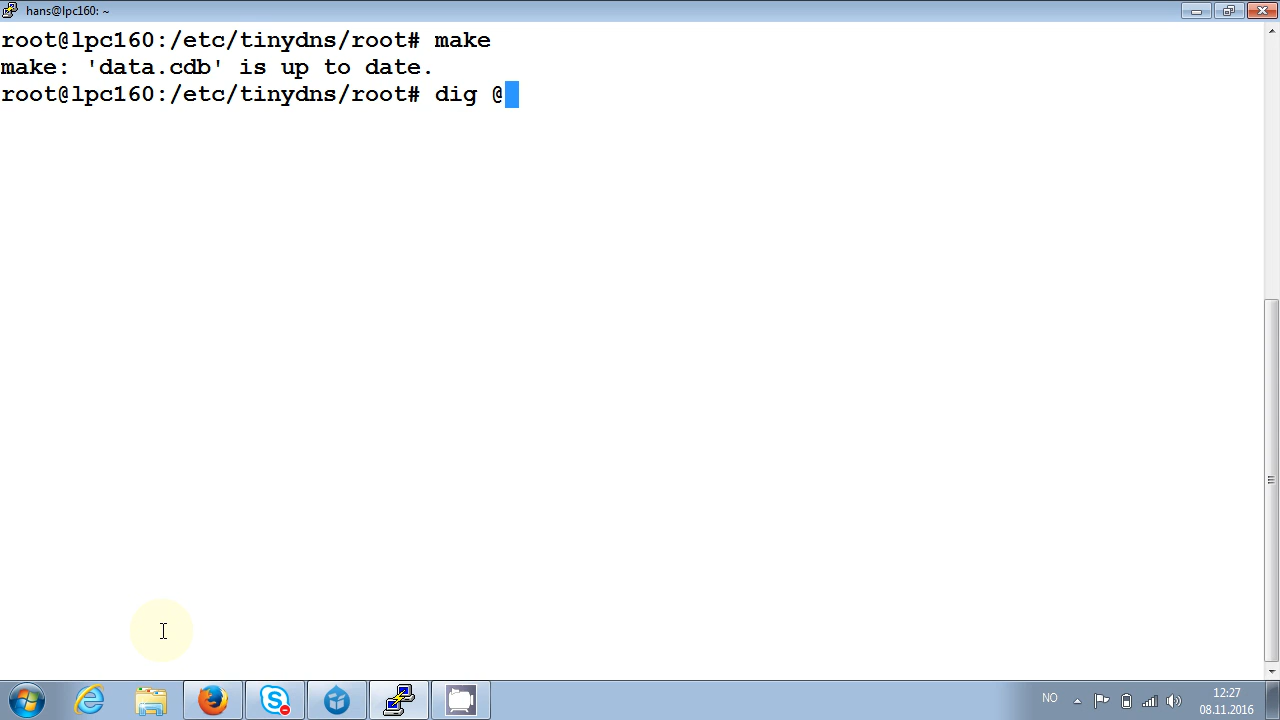 hans@lpc160: ~
root@lpc160:/etc/tinydns/root# make
make: 'data.cdb' is up to date.
root@lpc160:/etc/tinydns/root# dig @
NO
12:27
08.11.2016